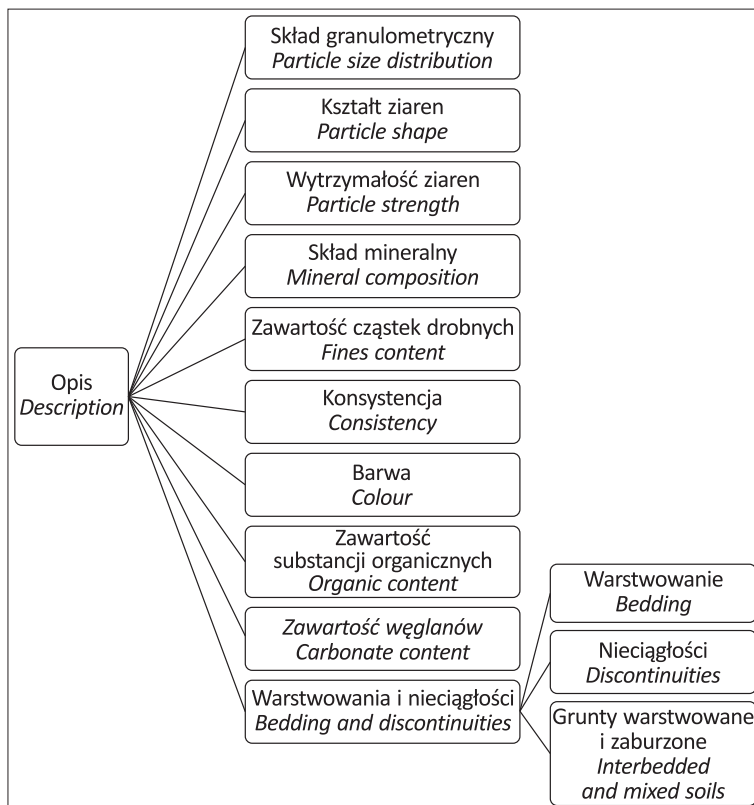 Skład granulometryczny
Particle size distribution
Kształt ziaren
Particle shape
Wytrzymałość ziaren
Particle strength
Skład mineralny
Mineral composition
Zawartość cząstek drobnych
Fines content
Opis
Description
Konsystencja
Consistency
Barwa
Colour
Zawartość
substancji organicznych
Organic content
Zawartość węglanów
Carbonate content
Warstwowania i nieciągłości
Bedding and discontinuities
Warstwowanie
Bedding
Nieciągłości
Discontinuities
Grunty warstwowane
i zaburzone
Interbedded
and mixed soils